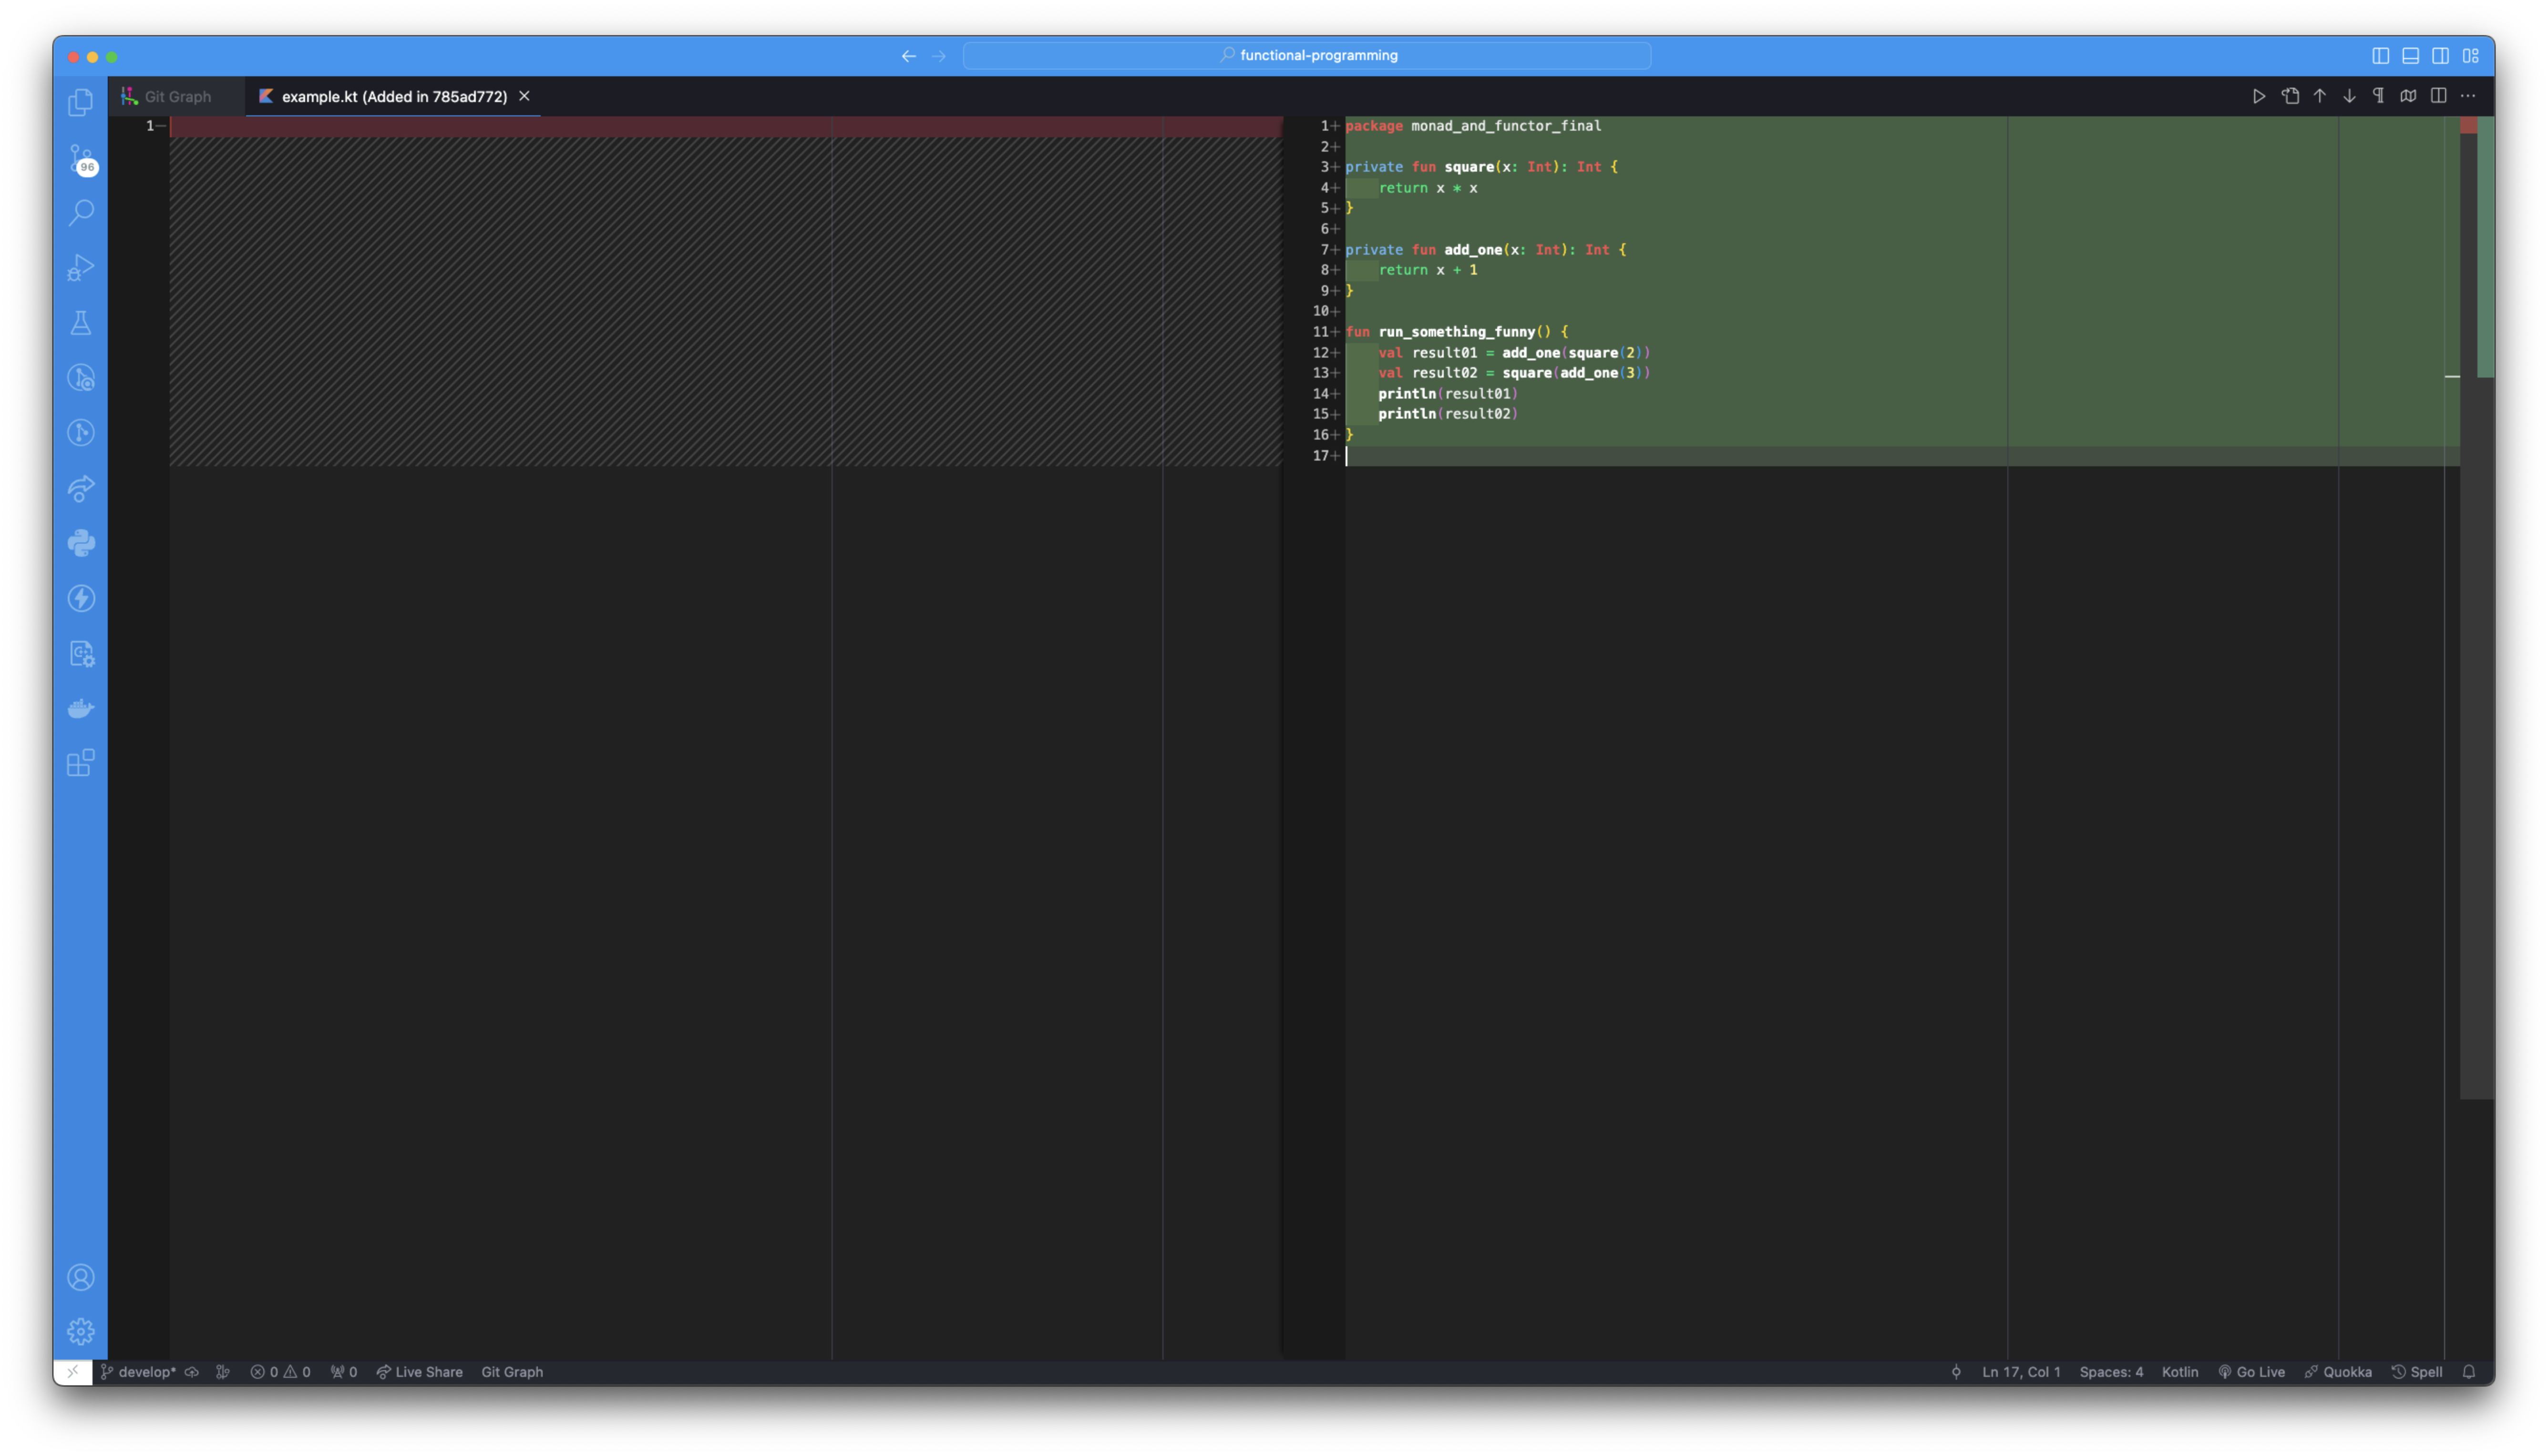 functional-programming
Git Graph
example.kt (Added in 785ad772)
96
1
1+ package monad_and_functor_final
2+
3+ private fun square(x: Int): Int {
4+     return x * x
5+ }
6+
7+ private fun add_one(x: Int): Int {
8+     return x + 1
9+ }
10+
11+ fun run_something_funny() {
12+     val result01 = add_one(square(2))
13+     val result02 = square(add_one(3))
14+     println(result01)
15+     println(result02)
16+ }
17+
develop* 0 0 0 Live Share Git Graph Ln 17, Col 1 Spaces: 4 Kotlin Go Live Quokka Spell